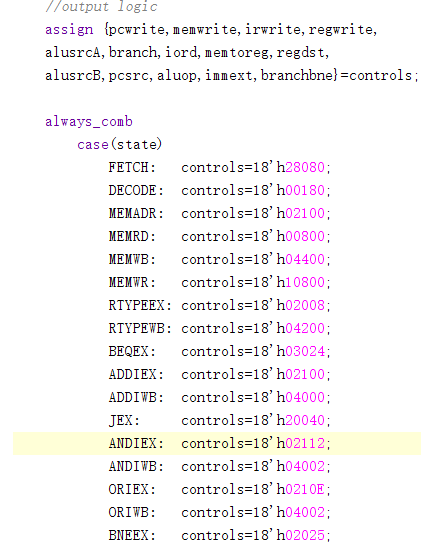 //output logic
assign {pcwrite,memwrite,irwrite,regwrite,
alusrcA,branch,iord,memtoreg,regdst,
alusrcB,pcsrc,aluop,immext,branchbne}=controls;
always_comb
case(state)
FETCH: controls=18'h28080;
DECODE: controls=18'h00180;
MEMADR: controls=18'h02100;
MEMRD: controls=18'h00800;
MEMWB: controls=18'h04400;
MEMWR: controls=18'h10800;
RTYPEEX: controls=18'h02008;
RTYPEWB: controls=18'h04200;
BEQEX: controls=18'h03024;
ADDIEX: controls=18'h02100;
ADDIWB: controls=18'h04000;
JEX: controls=18'h20040;
ANDIEX: controls=18'h02112;
ANDIWB: controls=18'h04002;
ORIEX: controls=18'h0210E;
ORIWB: controls=18'h04002;
BNEEX: controls=18'h02025;